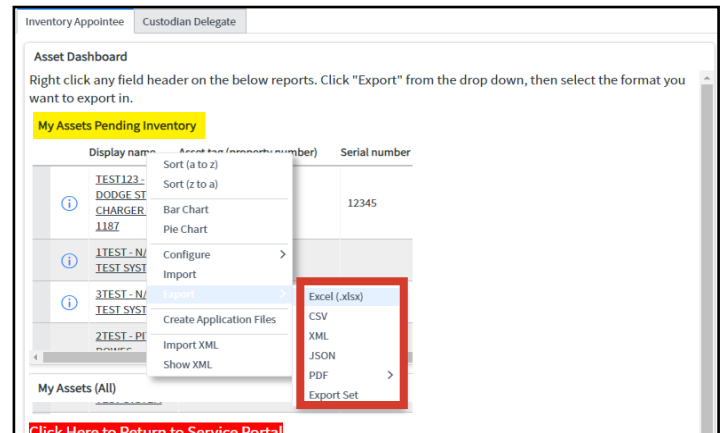 Inventory Appointee Custodian Delegate
Asset Dashboard
Right click any field header on the below reports. Click "Export" from the drop down, then select the format you
want to export in.
My Assets Pending Inventory
Display name Asset tag (property number) Serial number
TEST123 -
DODGE ST
CHARGER
1187
12345
1TEST - N/
TEST SYST
3TEST - N/
TEST SYST
2TEST - PI
Sort (a to z)
Sort (z to a)
Bar Chart
Pie Chart
Configure >
Import
Export >
Create Application Files
Import XML
Show XML
Excel (.xlsx)
CSV
XML
JSON
PDF >
Export Set
My Assets (All)
Click Here to Return to Service Portal